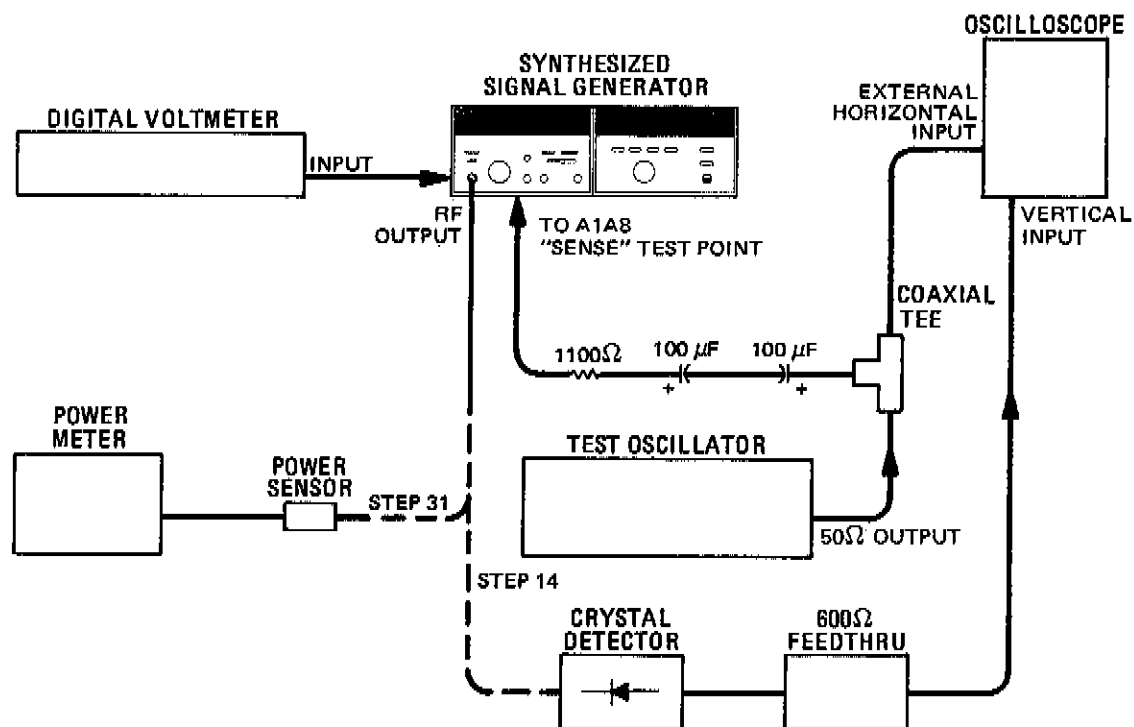 OSCILLOSCOPE
SYNTHESIZED
SIGNAL GENERATOR
EXTERNAL
HORIZONTAL
INPUT
DIGITAL VOLTMETER
INPUT
RF
OUTPUT
TO A1A8
"SENSE" TEST POINT
VERTICAL
INPUT
COAXIAL
TEE
1100Ω
100 μF
100 μF
+
+
POWER
METER
POWER
SENSOR
STEP 31
TEST OSCILLATOR
50Ω OUTPUT
STEP 14
CRYSTAL
DETECTOR
600Ω
FEEDTHRU